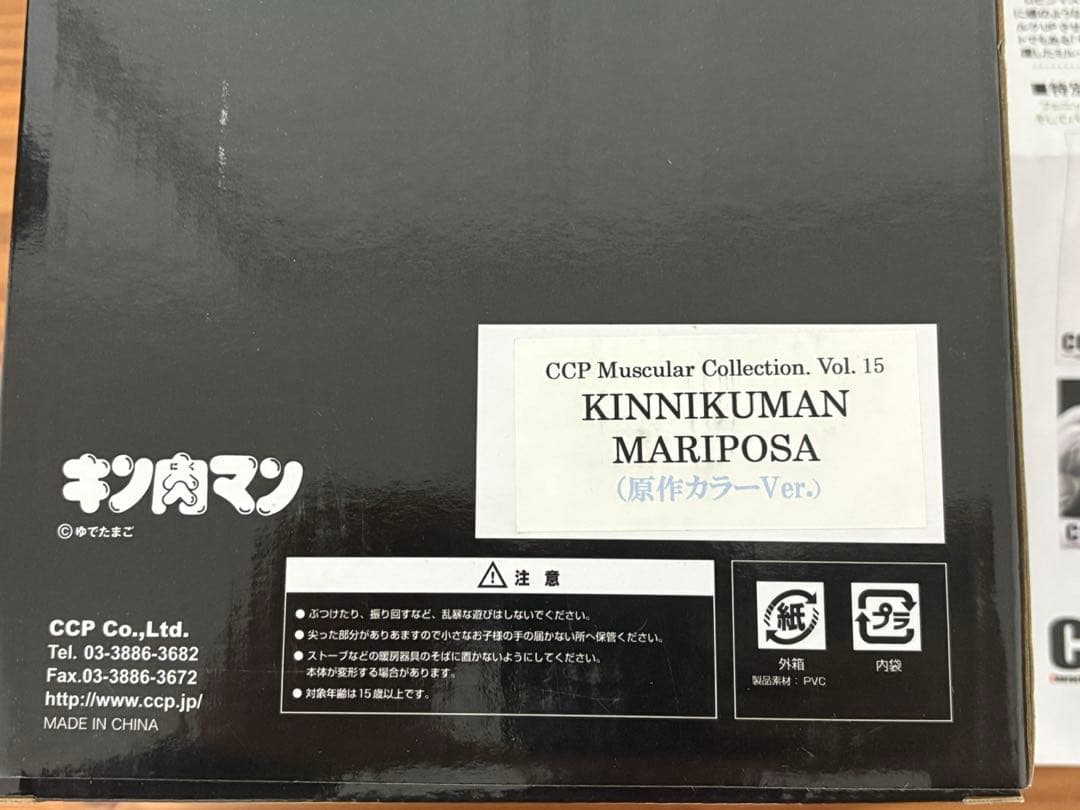 CCP Muscular Collection. Vol. 15
KINNIKUMAN
MARIPOSA
(原作カラーVer.)
キン肉マン
©ゆでたまご
CCP Co.,Ltd.
Tel. 03-3886-3682
Fax.03-3886-3672
http://www.ccp.jp/
MADE IN CHINA
注 意
●ぶつけたり、振り回すなど、乱暴な遊びはしないでください。
●尖った部分がありあますので小さなお子様の手の届かない所へ保管ください。
●ストーブなどの暖房器具のそばに置かないようにしてください。
本体が変形する場合があります。
●対象年齢は15歳以上です。
紙
外箱
製品素材：PVC
プラ
内袋